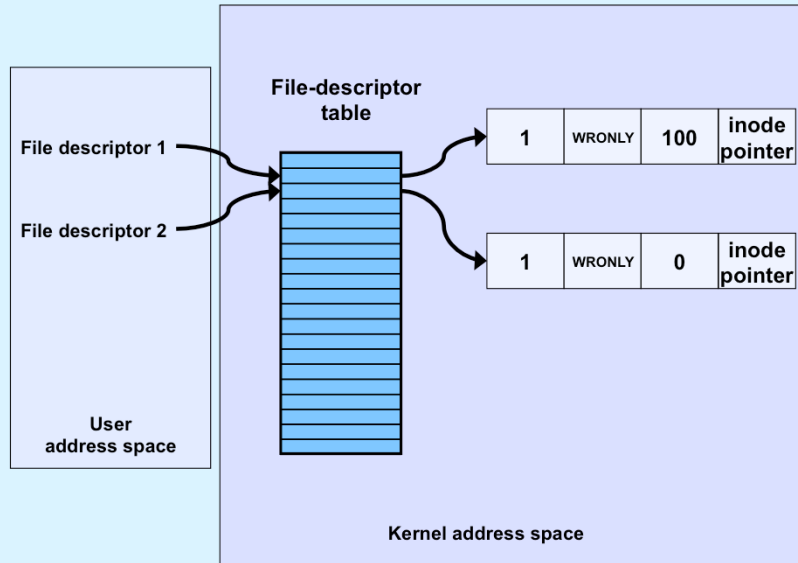 File-descriptor
table
File descriptor 1
File descriptor 2
1
WRONLY
100
inode
pointer
1
WRONLY
0
inode
pointer
User
address space
Kernel address space